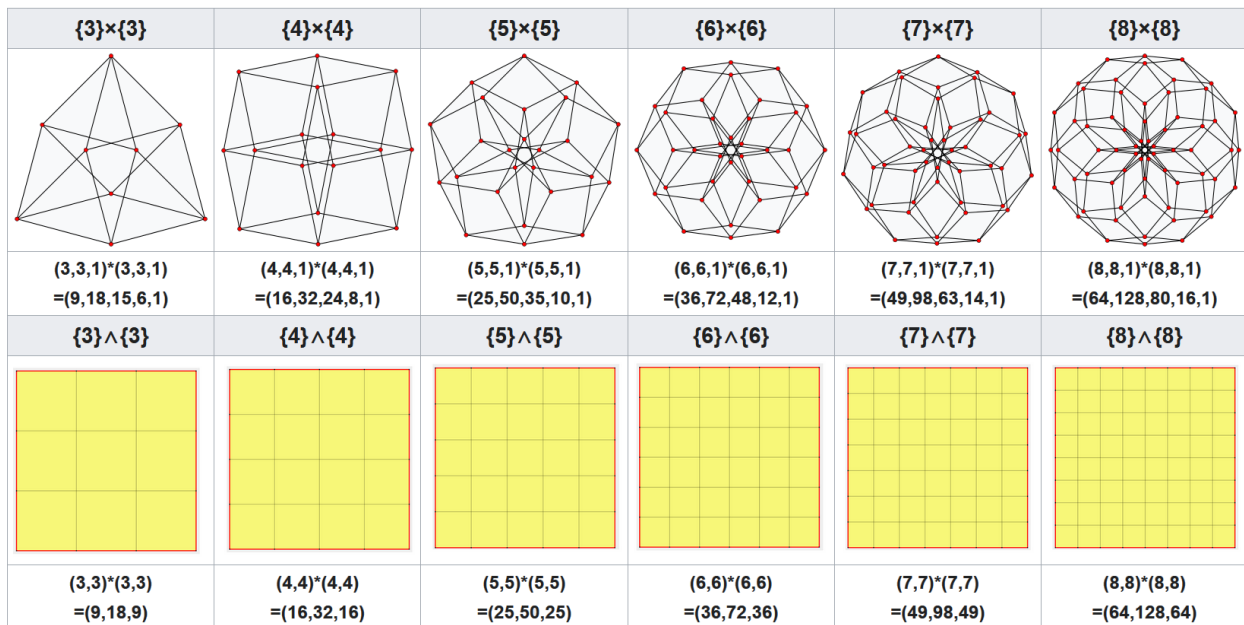 {3}×{3} {4}×{4} {5}×{5} {6}×{6} {7}×{7} {8}×{8}
(3,3,1)*(3,3,1) (4,4,1)*(4,4,1) (5,5,1)*(5,5,1) (6,6,1)*(6,6,1) (7,7,1)*(7,7,1) (8,8,1)*(8,8,1)
=(9,18,15,6,1) =(16,32,24,8,1) =(25,50,35,10,1) =(36,72,48,12,1) =(49,98,63,14,1) =(64,128,80,16,1)
{3}∧{3} {4}∧{4} {5}∧{5} {6}∧{6} {7}∧{7} {8}∧{8}
(3,3)*(3,3) (4,4)*(4,4) (5,5)*(5,5) (6,6)*(6,6) (7,7)*(7,7) (8,8)*(8,8)
=(9,18,9) =(16,32,16) =(25,50,25) =(36,72,36) =(49,98,49) =(64,128,64)